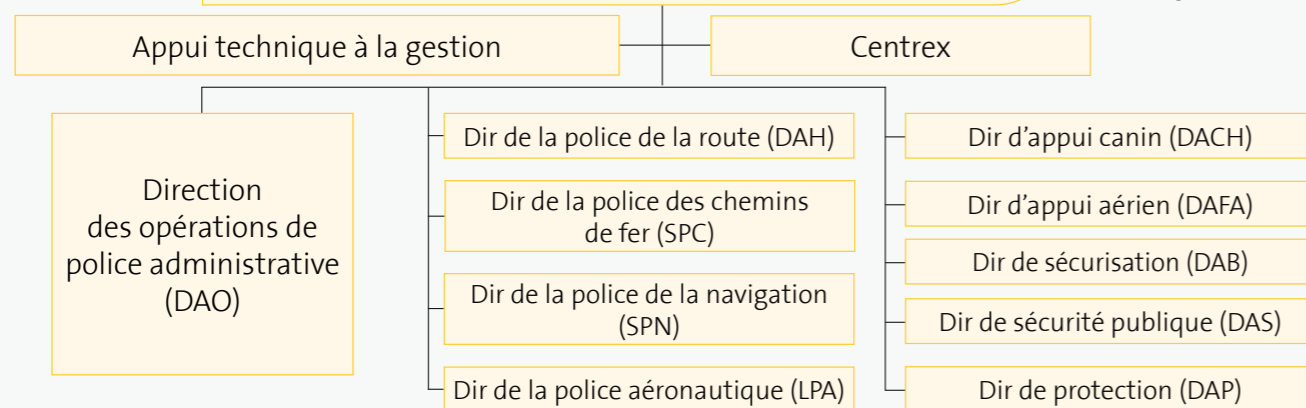 Appui technique à la gestion
Centrex
Direction
des opérations de
police administrative
(DAO)
Dir de la police de la route (DAH)
Dir de la police des chemins
de fer (SPC)
Dir de la police de la navigation
(SPN)
Dir de la police aéronautique (LPA)
Dir d'appui canin (DACH)
Dir d'appui aérien (DAFA)
Dir de sécurisation (DAB)
Dir de sécurité publique (DAS)
Dir de protection (DAP)